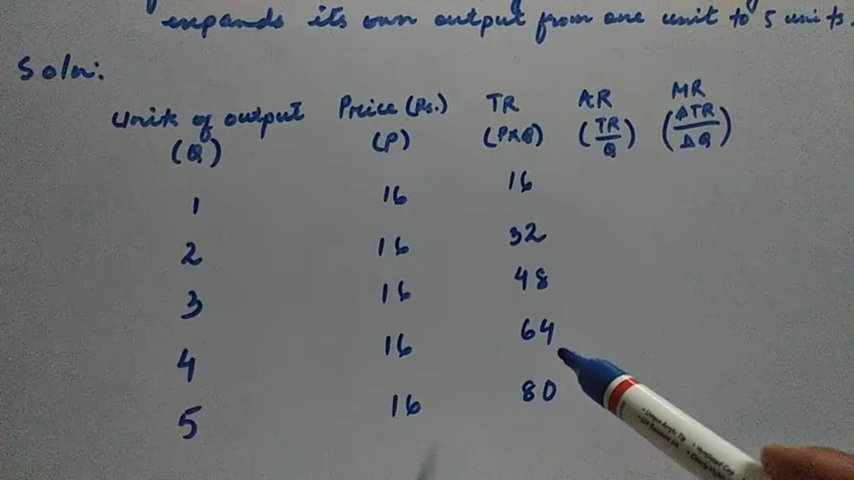 expands its own output from one unit to 5 units.
Soln:
Units of output Price (Rs.) TR AR MR
(Q) (P) (P×Q) (TR/Q) (ΔTR/ΔQ)
1 16 16
2 16 32
3 16 48
4 16 64
5 16 80